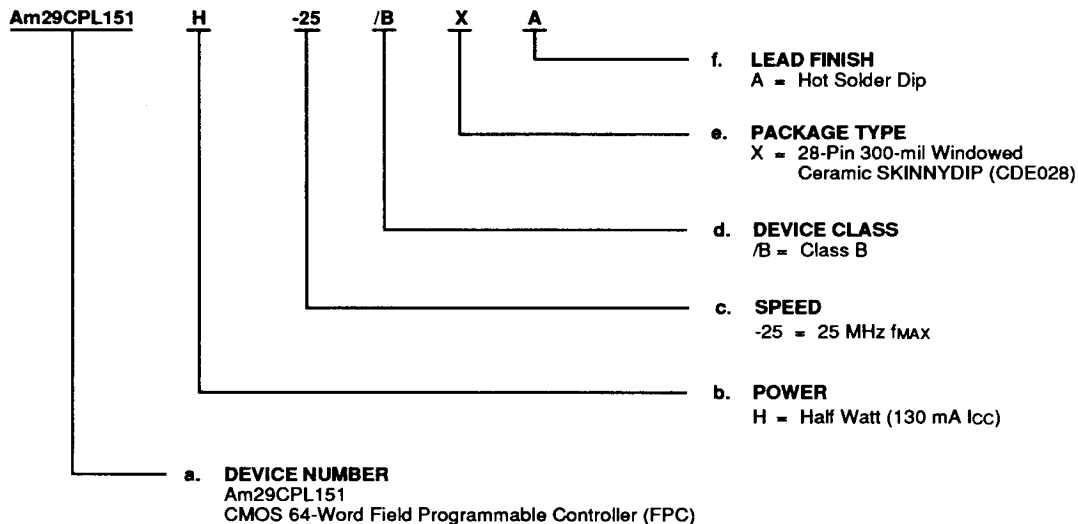 Am29CPL151 H -25 /B X A
f. LEAD FINISH
A = Hot Solder Dip
e. PACKAGE TYPE
X = 28-Pin 300-mil Windowed
Ceramic SKINNYDIP (CDE028)
d. DEVICE CLASS
/B = Class B
c. SPEED
-25 = 25 MHz fMAX
b. POWER
H = Half Watt (130 mA ICC)
a. DEVICE NUMBER
Am29CPL151
CMOS 64-Word Field Programmable Controller (FPC)